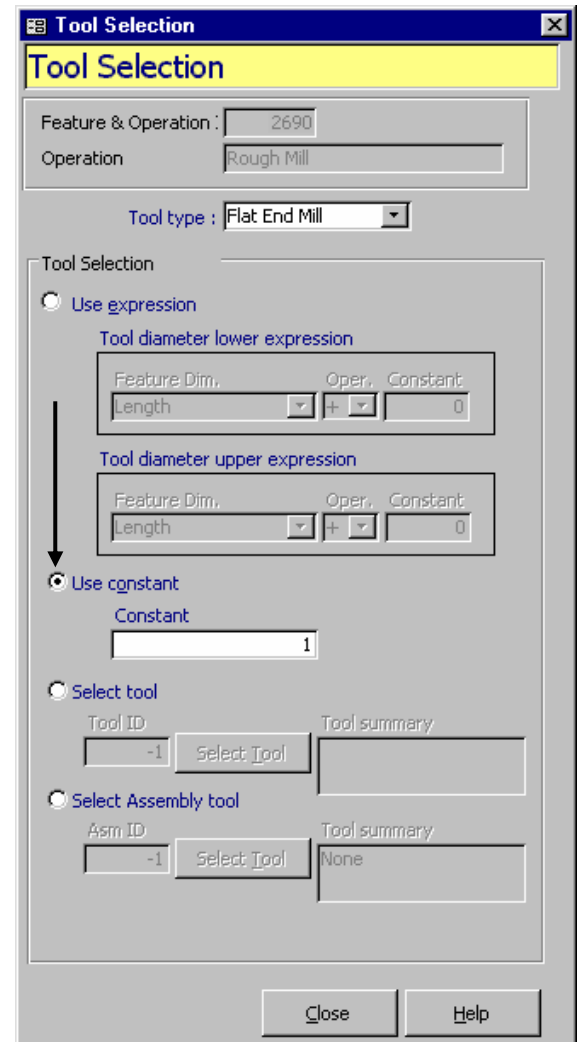 Tool Selection
Tool Selection
Feature & Operation : 2690
Operation Rough Mill
Tool type : Flat End Mill
Tool Selection
Use expression
Tool diameter lower expression
Feature Dim. Oper. Constant
Length + 0
Tool diameter upper expression
Feature Dim. Oper. Constant
Length + 0
Use constant
Constant
1
Select tool
Tool ID Tool summary
-1 Select Tool
Select Assembly tool
Asm ID Tool summary
-1 Select Tool None
Close Help